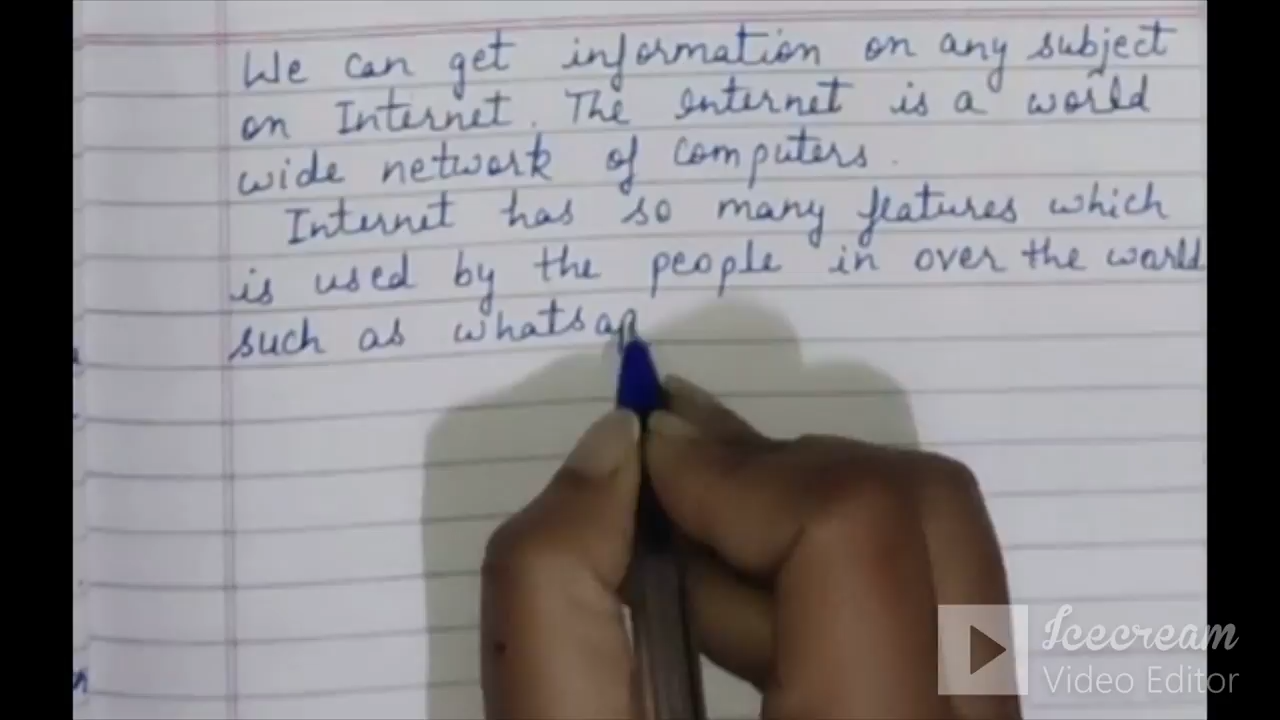 We can get information on any subject
on Internet. The Internet is a world
wide network of computers.
Internet has so many features which
is used by the people in over the world
such as whatsap
Icecream
Video Editor